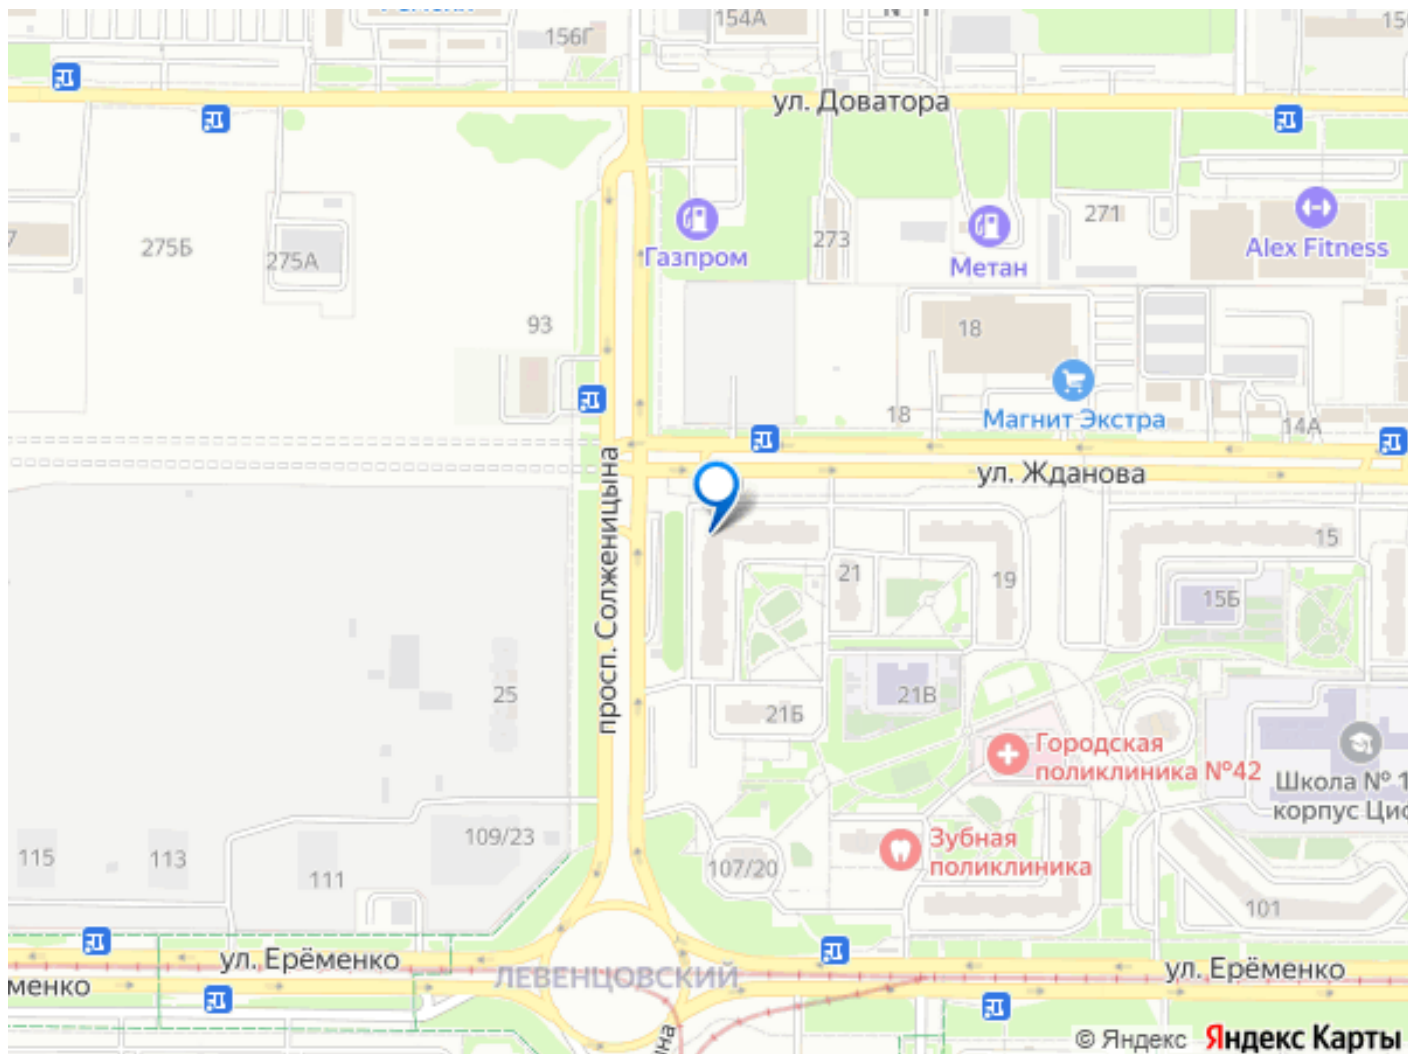 154А
156Г
ул. Доватора
271
273
275Б
275А
Газпром
Метан
Alex Fitness
93
18
Магнит Экстра
18
14А
ул. Жданова
просп. Солженицына
15
21
19
15Б
25
21В
21Б
Городская
поликлиника №42
Школа № 1
корпус Циф
109/23
Зубная
поликлиника
115
113
111
107/20
101
ул. Ерёменко
ЛЕВЕНЦОВСКИЙ
ул. Ерёменко
менко
© Яндекс Яндекс Карты